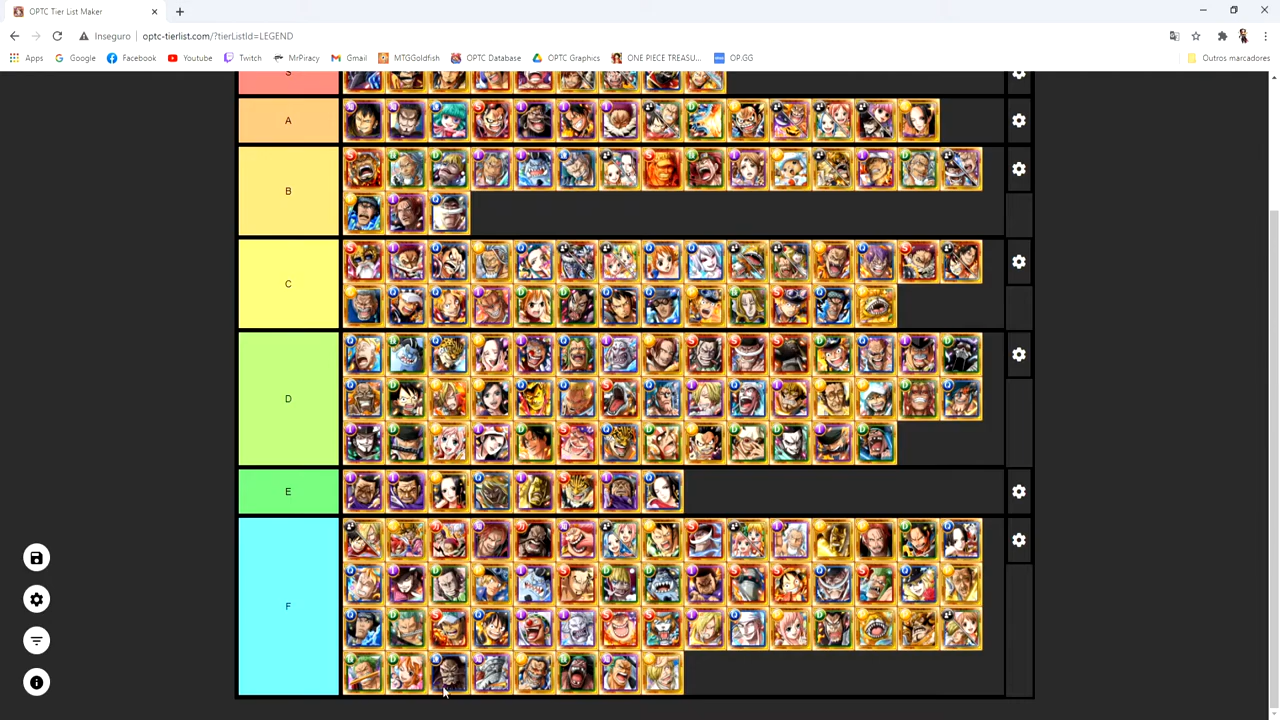 OPTC Tier List Maker
Inseguro optc-tierlist.com/?tierListId=LEGEND
Apps Google Facebook Youtube Twitch MrPiracy Gmail MTGGoldfish OPTC Database OPTC Graphics ONE PIECE TREASU... OP.GG Outros marcadores
S
A
B
C
D
E
F